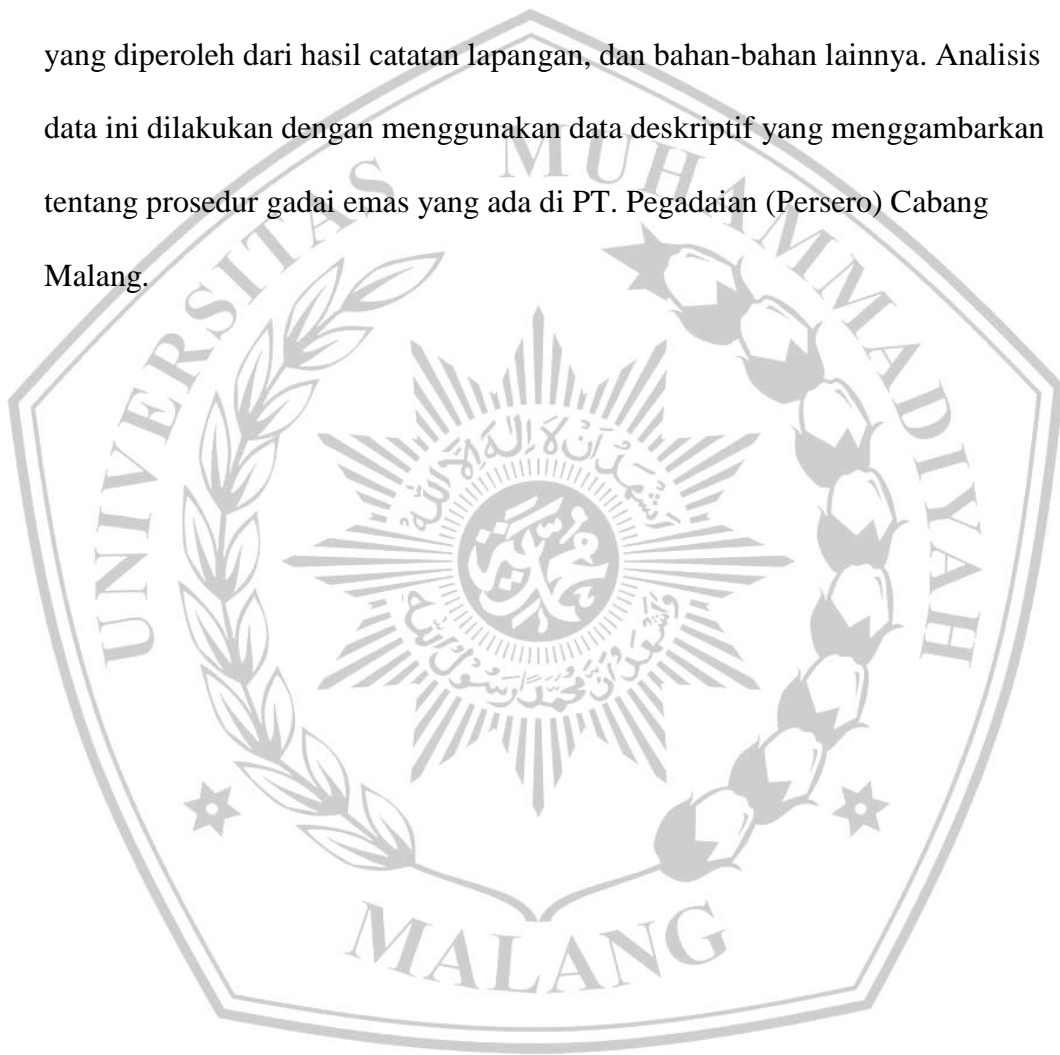 yang diperoleh dari hasil catatan lapangan, dan bahan-bahan lainnya. Analisis
data ini dilakukan dengan menggunakan data deskriptif yang menggambarkan
tentang prosedur gadai emas yang ada di PT. Pegadaian (Persero) Cabang
Malang.
UNIVERSITAS MUHAMMADIYAH
MALANG